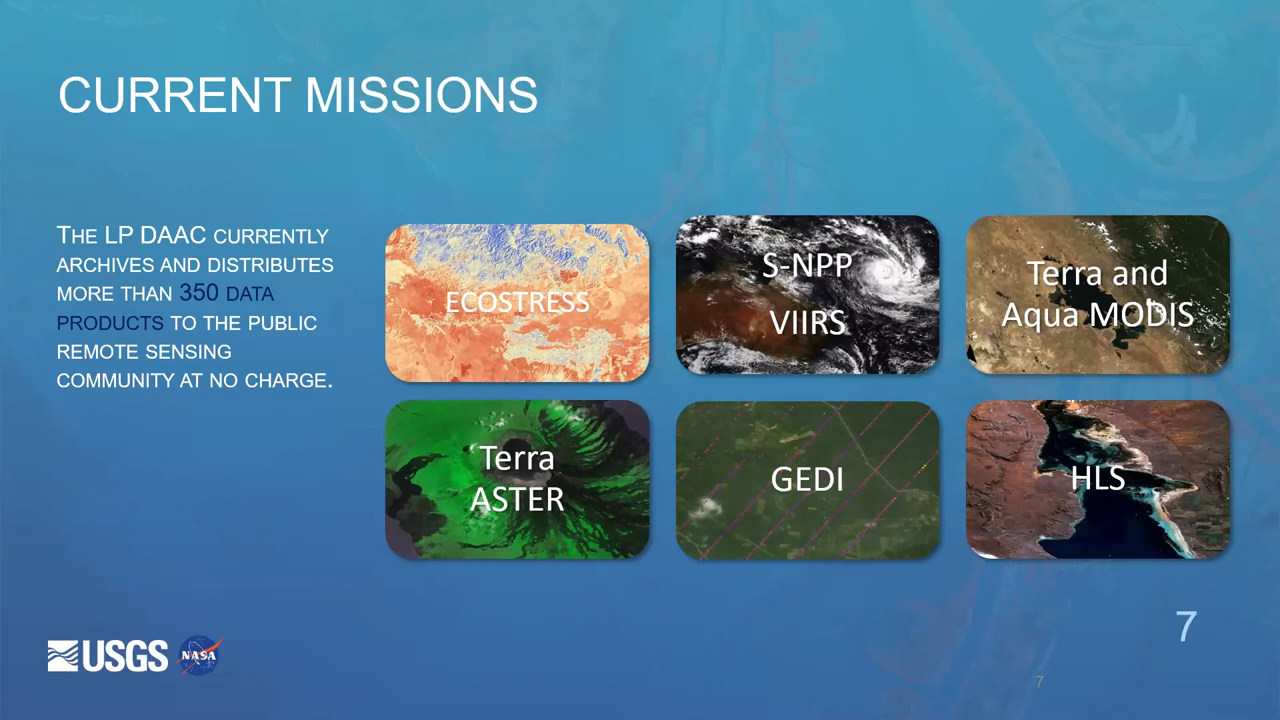 CURRENT MISSIONS
THE LP DAAC CURRENTLY
ARCHIVES AND DISTRIBUTES
MORE THAN 350 DATA
PRODUCTS TO THE PUBLIC
REMOTE SENSING
COMMUNITY AT NO CHARGE.
ECOSTRESS
S-NPP
VIIRS
Terra and
Aqua MODIS
Terra
ASTER
GEDI
HLS
USGS
NASA
7
7